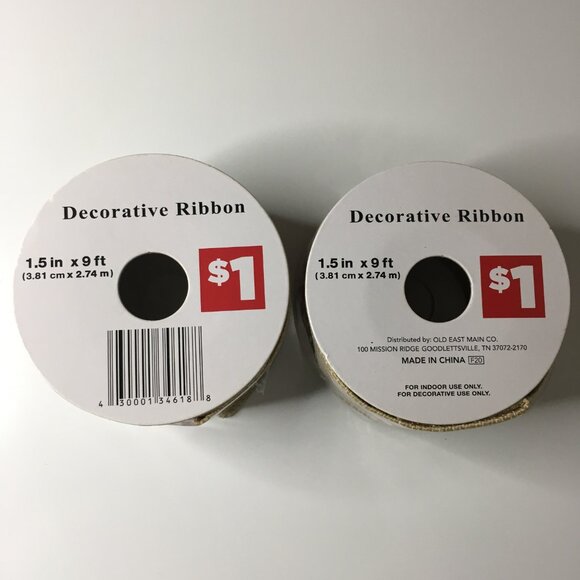 Decorative Ribbon
1.5 in x 9 ft
(3.81 cm x 2.74 m)
$1
4 30001 34618 8
Decorative Ribbon
1.5 in x 9 ft
(3.81 cm x 2.74 m)
$1
Distributed by: OLD EAST MAIN CO.
100 MISSION RIDGE GOODLETTSVILLE, TN 37072-2170
MADE IN CHINA F20
FOR INDOOR USE ONLY.
FOR DECORATIVE USE ONLY.